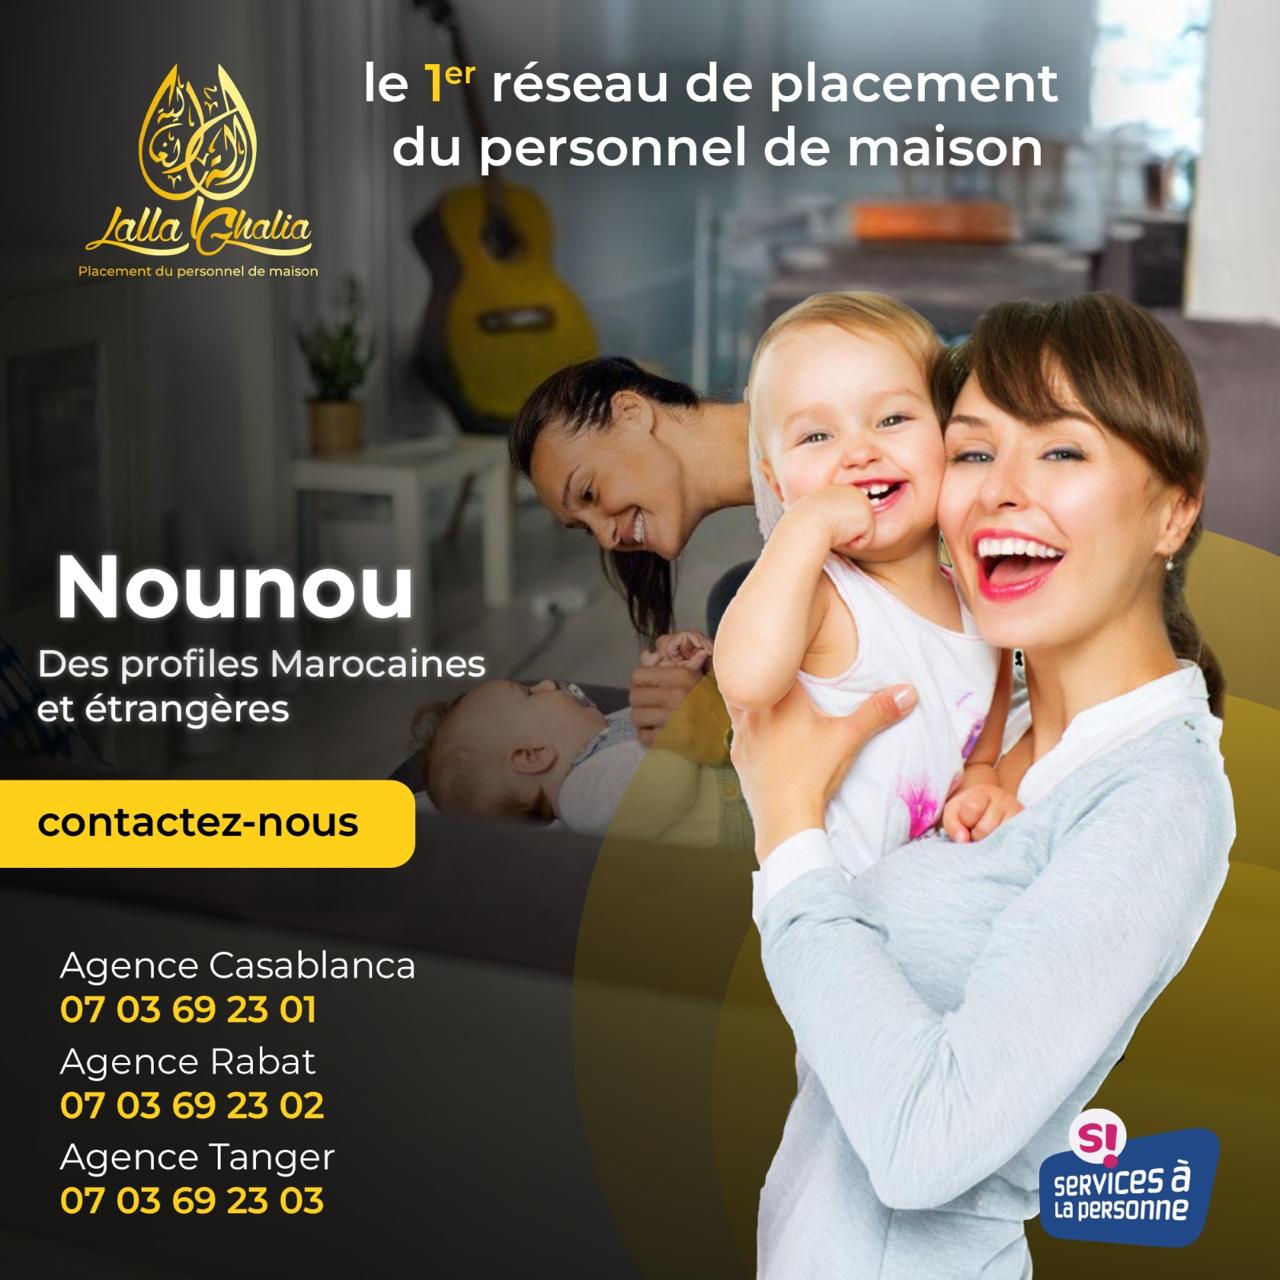 le 1er réseau de placement
du personnel de maison
Lalla Ghalia
Placement du personnel de maison
Nounou
Des profiles Marocaines
et étrangères
contactez-nous
Agence Casablanca
07 03 69 23 01
Agence Rabat
07 03 69 23 02
Agence Tanger
07 03 69 23 03
S!
services à
la personne